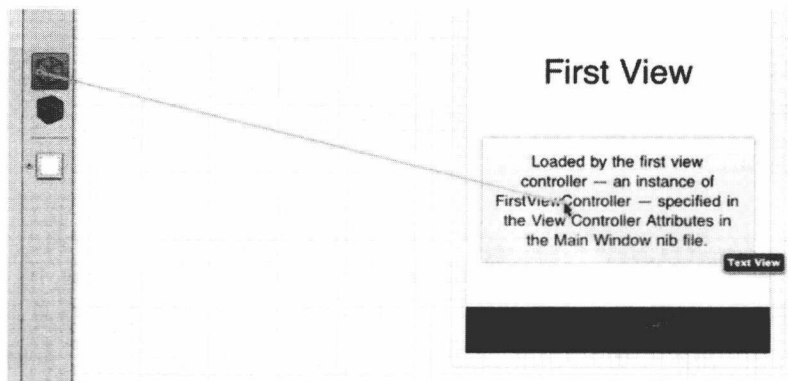 First View
Loaded by the first view
controller — an instance of
FirstViewController — specified in
the View Controller Attributes in
the Main Window nib file.
Text View